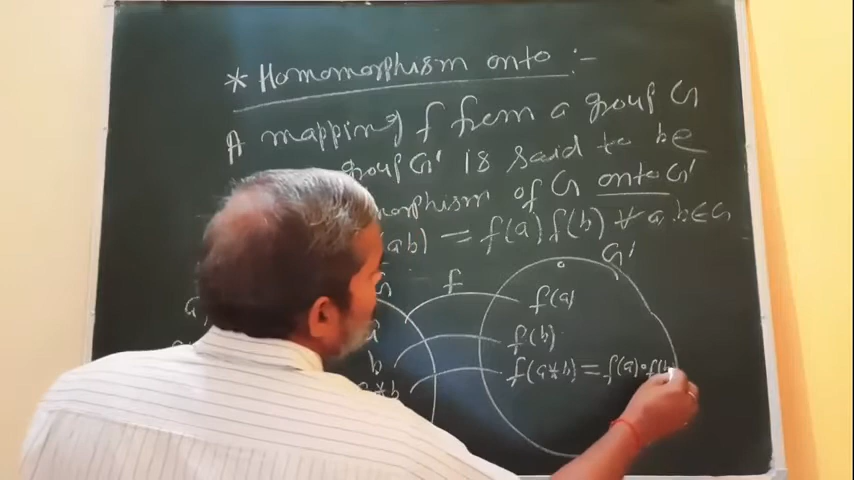 * Homomorphism onto :-
A mapping f from a group G
group G' is said to be
morphism of G onto G'
(ab) = f(a) f(b) ∀ a, b ∈ G
f G'
f(a)
f(b)
b
f(a*b) = f(a)∘f(b
*b